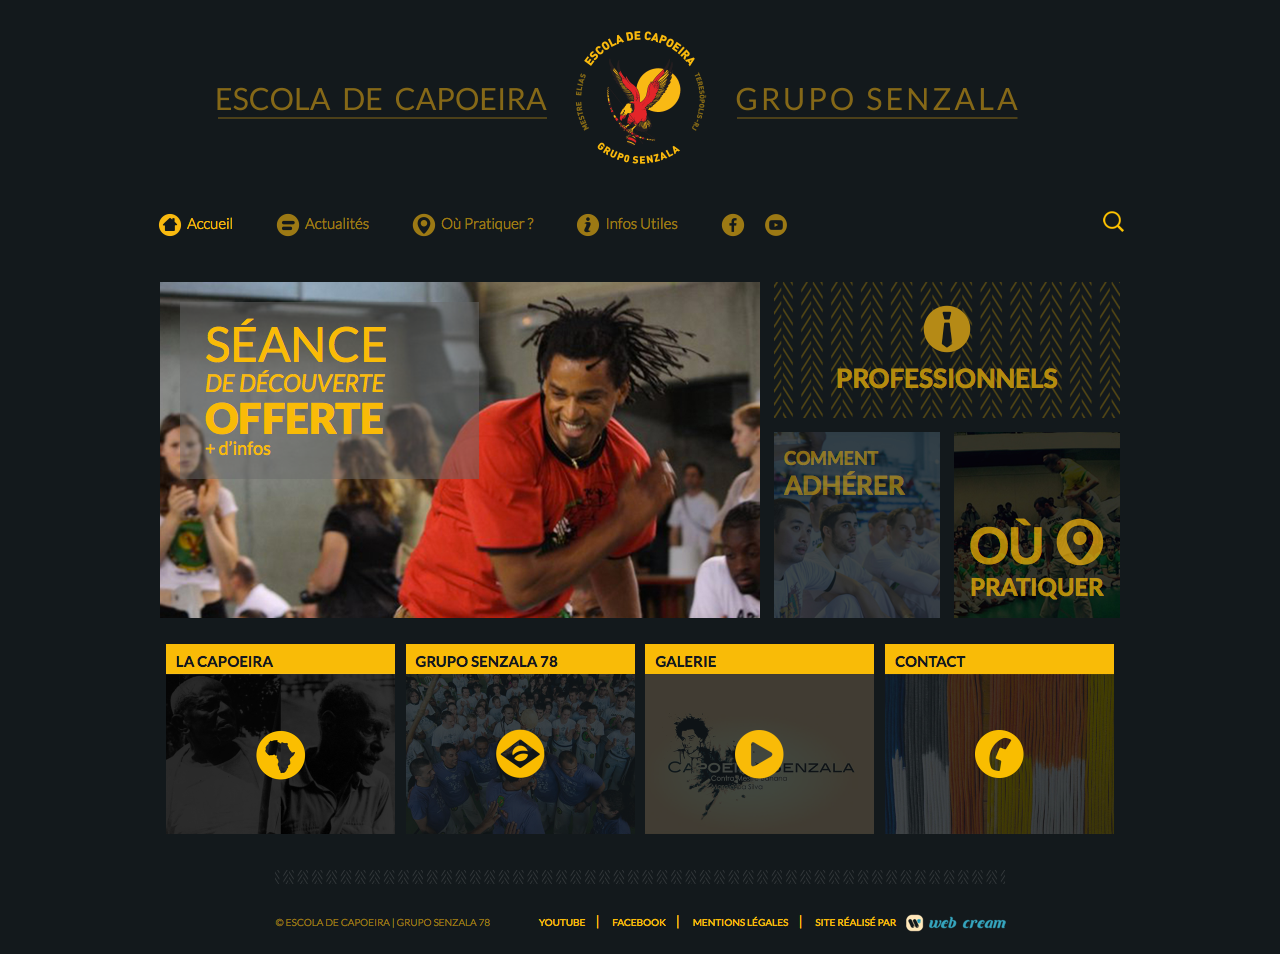 ESCOLA DE CAPOEIRA
ESCOLA DE CAPOEIRA
MESTRE ELIAS
TERESÓPOLIS-RJ
GRUPO SENZALA
GRUPO SENZALA
Accueil
Actualités
Où Pratiquer ?
Infos Utiles
SÉANCE
DE DÉCOUVERTE
OFFERTE
+ d'infos
PROFESSIONNELS
COMMENT
ADHÉRER
OÙ
PRATIQUER
LA CAPOEIRA
GRUPO SENZALA 78
GALERIE
CONTACT
SENZALA
© ESCOLA DE CAPOEIRA | GRUPO SENZALA 78
YOUTUBE | FACEBOOK | MENTIONS LÉGALES | SITE RÉALISÉ PAR web cream